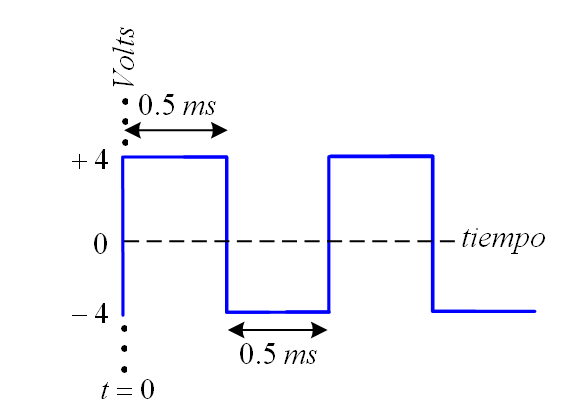 Volts
0.5 ms
+ 4
0
tiempo
− 4
0.5 ms
t = 0